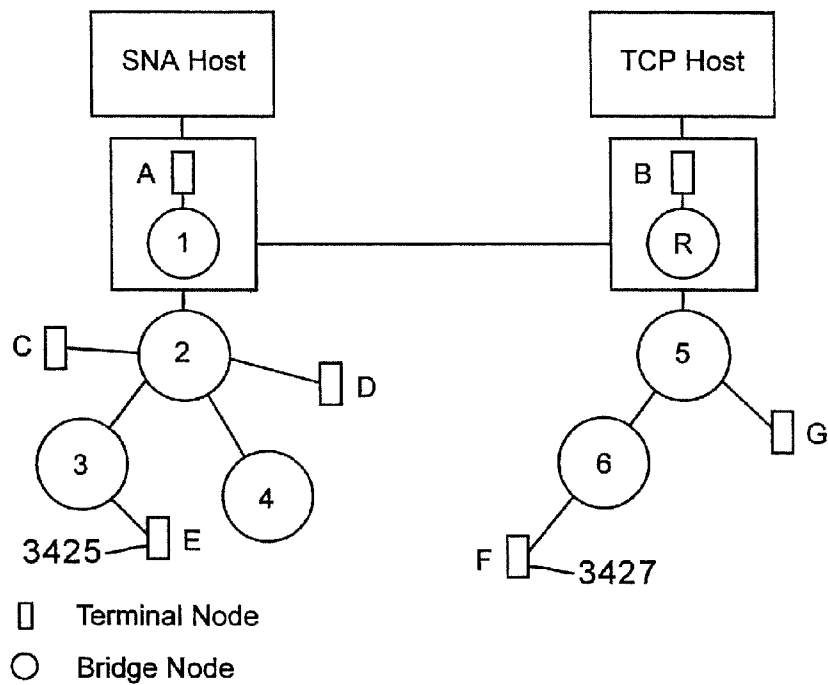 SNA Host
TCP Host
A
B
1
R
C
2
D
5
G
3
4
6
3425
E
F
3427
Terminal Node
Bridge Node